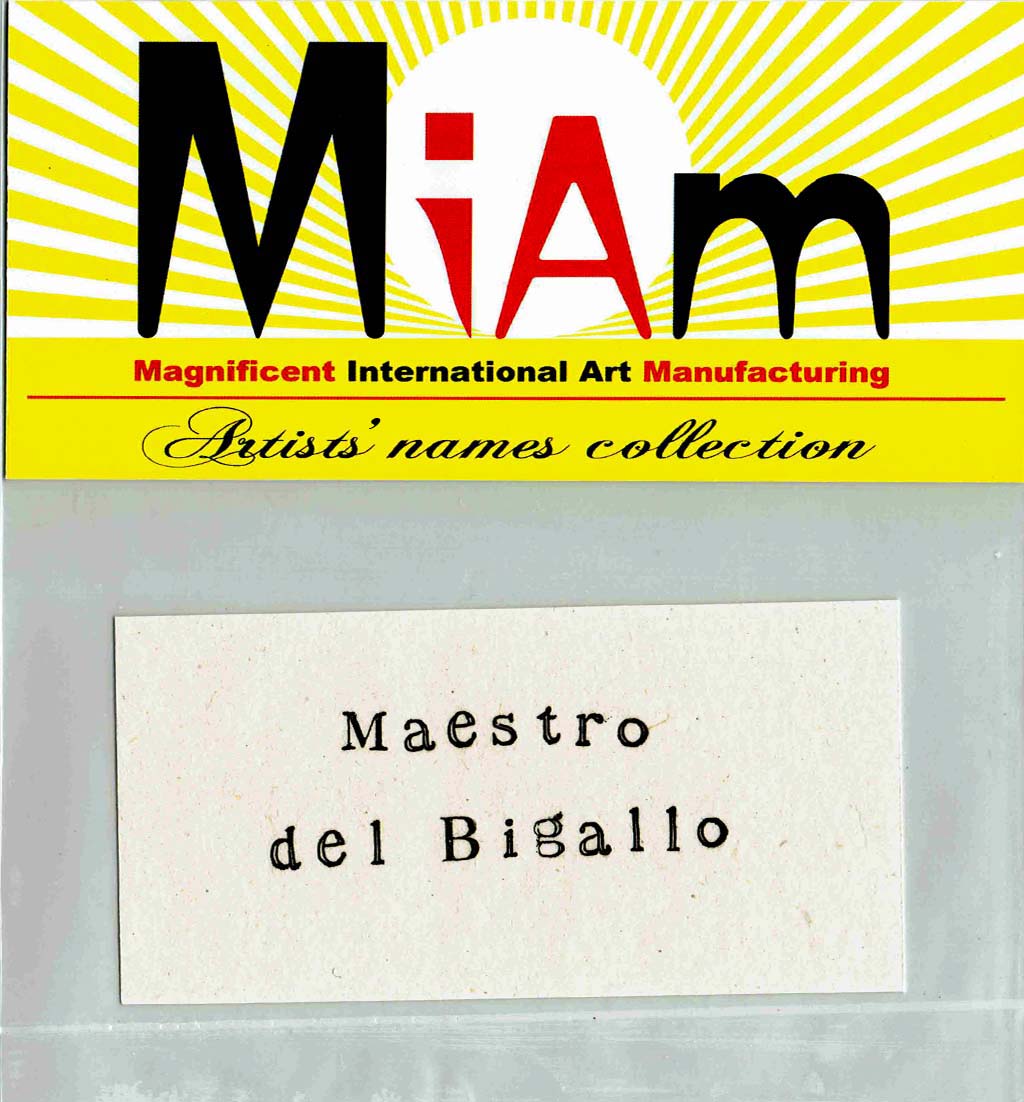 MiAm
Magnificent International Art Manufacturing
Artists' names collection
Maestro
del Bigallo